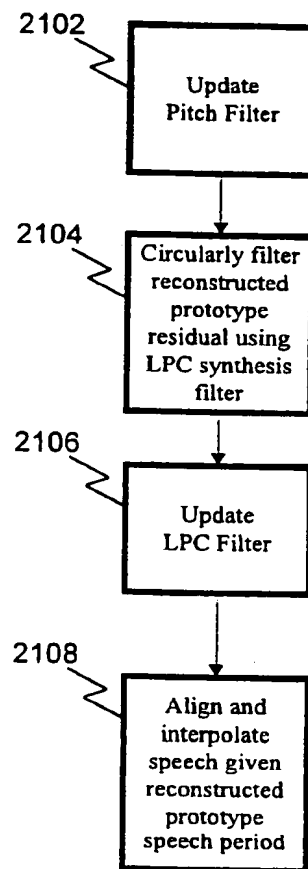 2102
Update
Pitch Filter
2104
Circularly filter
reconstructed
prototype
residual using
LPC synthesis
filter
2106
Update
LPC Filter
2108
Align and
interpolate
speech given
reconstructed
prototype
speech period